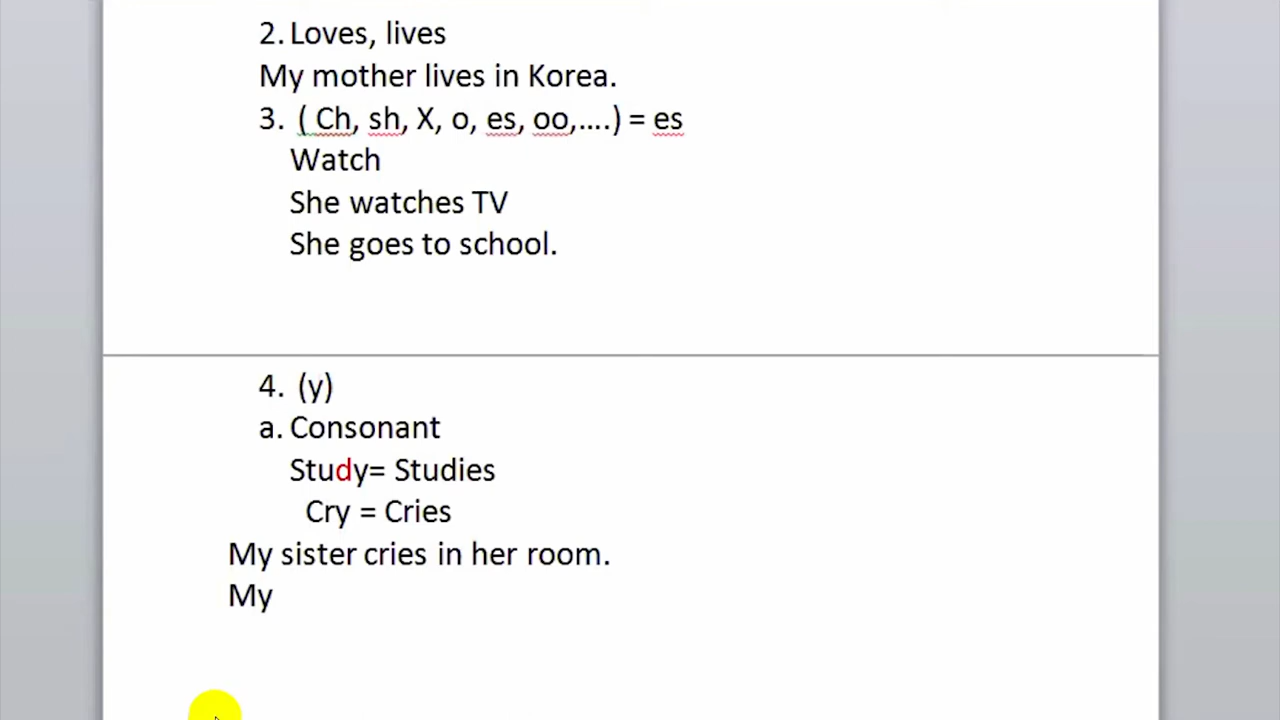 2. Loves, lives
My mother lives in Korea.
3. ( Ch, sh, X, o, es, oo,....) = es
Watch
She watches TV
She goes to school.
4. (y)
a. Consonant
Study= Studies
Cry = Cries
My sister cries in her room.
My